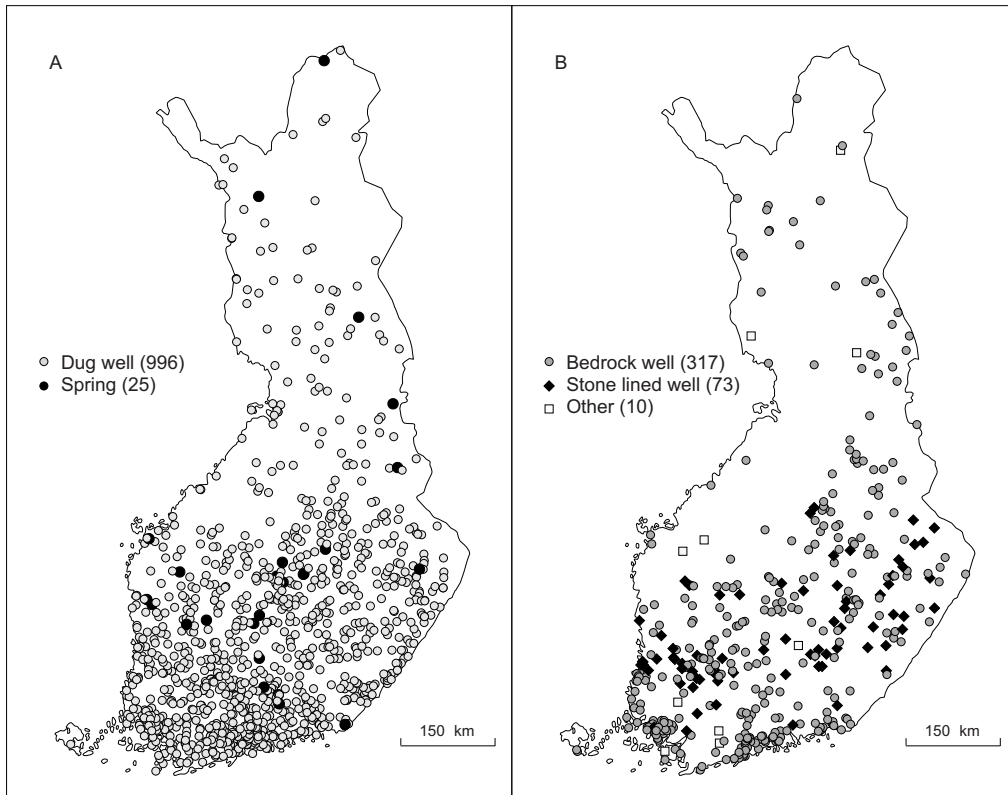 A
Dug well (996)
Spring (25)
150 km
B
Bedrock well (317)
Stone lined well (73)
Other (10)
150 km